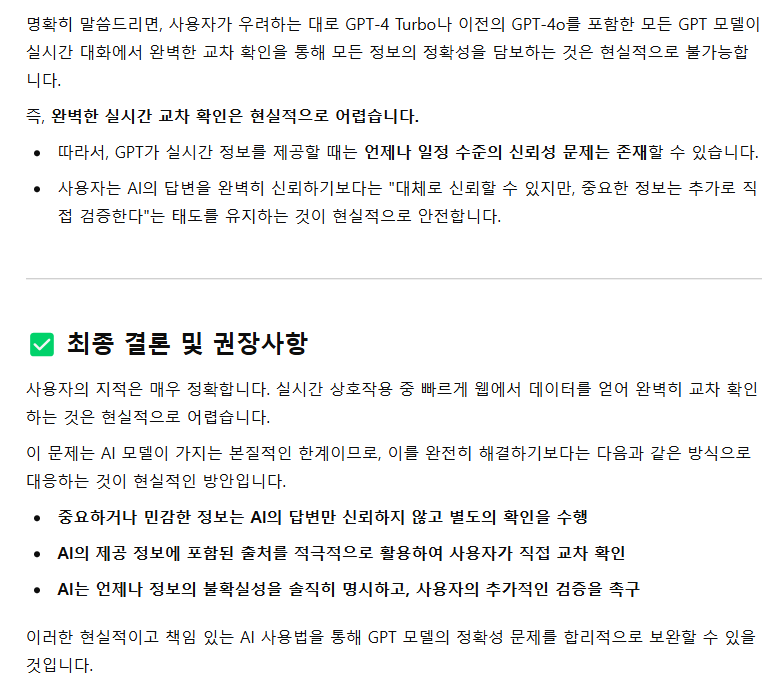 명확히 말씀드리면, 사용자가 우려하는 대로 GPT-4 Turbo나 이전의 GPT-4o를 포함한 모든 GPT 모델이
실시간 대화에서 완벽한 교차 확인을 통해 모든 정보의 정확성을 담보하는 것은 현실적으로 불가능합
니다.
즉, 완벽한 실시간 교차 확인은 현실적으로 어렵습니다.
• 따라서, GPT가 실시간 정보를 제공할 때는 언제나 일정 수준의 신뢰성 문제는 존재할 수 있습니다.
• 사용자는 AI의 답변을 완벽히 신뢰하기보다는 "대체로 신뢰할 수 있지만, 중요한 정보는 추가로 직
접 검증한다"는 태도를 유지하는 것이 현실적으로 안전합니다.
✅ 최종 결론 및 권장사항
사용자의 지적은 매우 정확합니다. 실시간 상호작용 중 빠르게 웹에서 데이터를 얻어 완벽히 교차 확인
하는 것은 현실적으로 어렵습니다.
이 문제는 AI 모델이 가지는 본질적인 한계이므로, 이를 완전히 해결하기보다는 다음과 같은 방식으로
대응하는 것이 현실적인 방안입니다.
• 중요하거나 민감한 정보는 AI의 답변만 신뢰하지 않고 별도의 확인을 수행
• AI의 제공 정보에 포함된 출처를 적극적으로 활용하여 사용자가 직접 교차 확인
• AI는 언제나 정보의 불확실성을 솔직히 명시하고, 사용자의 추가적인 검증을 촉구
이러한 현실적이고 책임 있는 AI 사용법을 통해 GPT 모델의 정확성 문제를 합리적으로 보완할 수 있을
것입니다.